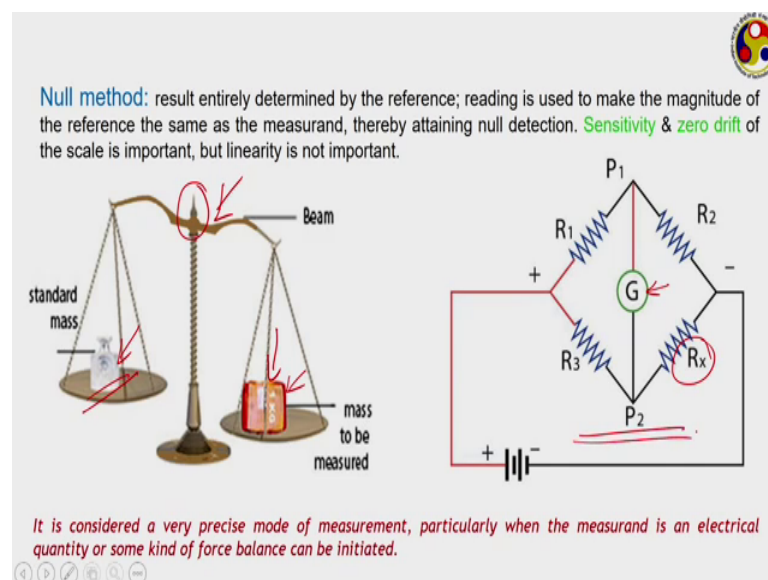 Null method: result entirely determined by the reference; reading is used to make the magnitude of
the reference the same as the measurand, thereby attaining null detection. Sensitivity & zero drift of
the scale is important, but linearity is not important.
Beam
standard
mass
mass
to be
measured
P1
R1
R2
+
-
G
R3
Rx
P2
+
-
It is considered a very precise mode of measurement, particularly when the measurand is an electrical
quantity or some kind of force balance can be initiated.